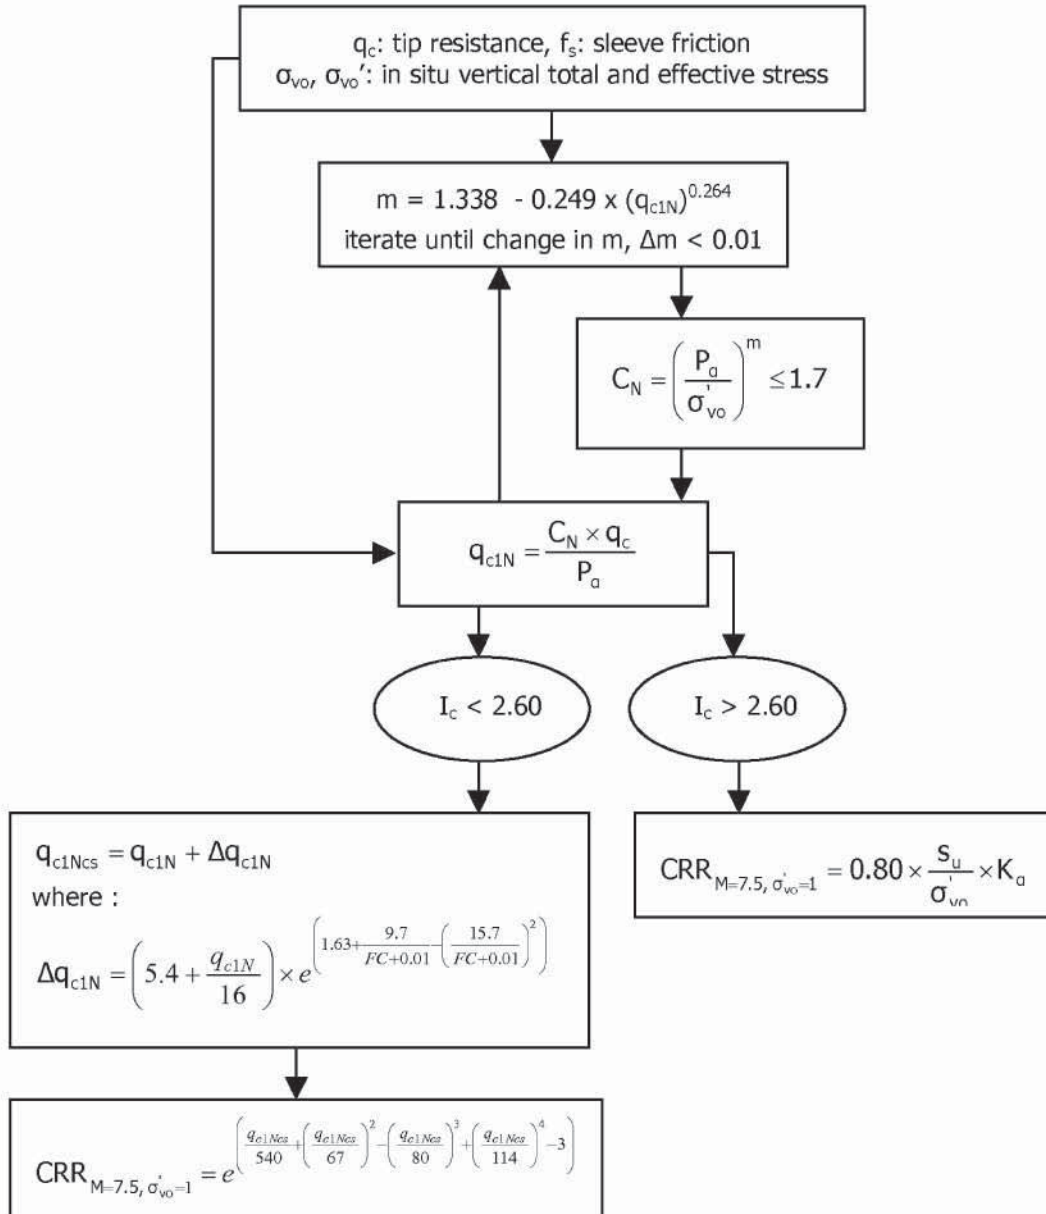 q_c: tip resistance, f_s: sleeve friction
σ_vo, σ_vo′: in situ vertical total and effective stress
m = 1.338 - 0.249 x (q_c1N)^0.264
iterate until change in m, Δm < 0.01
C_N = (P_a / σ'_vo)^m ≤ 1.7
q_c1N = (C_N × q_c) / P_a
I_c < 2.60
I_c > 2.60
q_c1Ncs = q_c1N + Δq_c1N
where :
Δq_c1N = (5.4 + q_c1N / 16) × e^(1.63 + 9.7 / (FC+0.01) - (15.7 / (FC+0.01))^2)
CRR_M=7.5, σ'_vo=1 = 0.80 × s_u / σ'_vo × K_α
CRR_M=7.5, σ'_vo=1 = e^(q_c1Ncs / 540 + (q_c1Ncs / 67)^2 - (q_c1Ncs / 80)^3 + (q_c1Ncs / 114)^4 - 3)